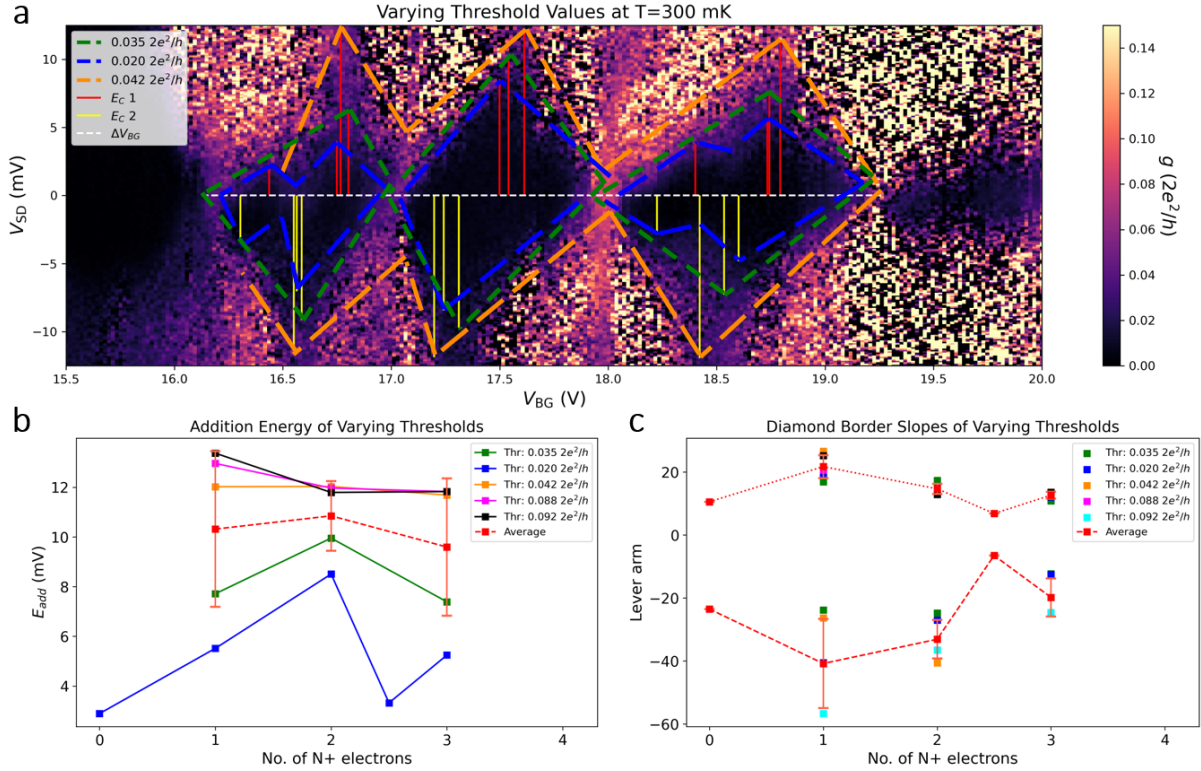 a
Varying Threshold Values at T=300 mK
0.035 2e²/h
0.020 2e²/h
0.042 2e²/h
E_C 1
E_C 2
ΔV_BG
10
5
0
−5
−10
V_SD (mV)
15.5 16.0 16.5 17.0 17.5 18.0 18.5 19.0 19.5 20.0
V_BG (V)
0.14
0.12
0.10
0.08
0.06
0.04
0.02
0.00
g (2e²/h)
b
Addition Energy of Varying Thresholds
Thr: 0.035 2e²/h
Thr: 0.020 2e²/h
Thr: 0.042 2e²/h
Thr: 0.088 2e²/h
Thr: 0.092 2e²/h
Average
12
10
8
6
4
E_add (mV)
0 1 2 3 4
No. of N+ electrons
c
Diamond Border Slopes of Varying Thresholds
Thr: 0.035 2e²/h
Thr: 0.020 2e²/h
Thr: 0.042 2e²/h
Thr: 0.088 2e²/h
Thr: 0.092 2e²/h
Average
20
0
−20
−40
−60
Lever arm
0 1 2 3 4
No. of N+ electrons